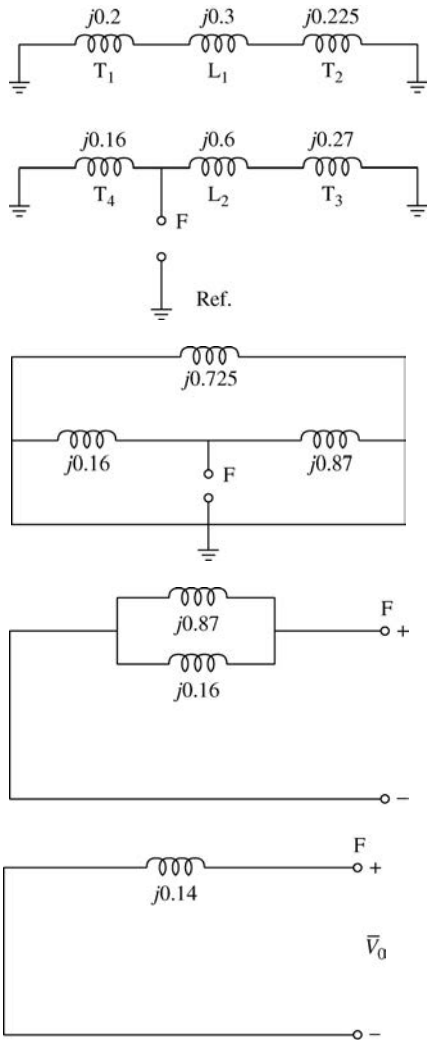 j0.2 j0.3 j0.225
T₁ L₁ T₂
j0.16 j0.6 j0.27
T₄ L₂ T₃
F
Ref.
j0.725
j0.16 F j0.87
j0.87
F
+
j0.16
−
F
+
j0.14
V̅₀
−